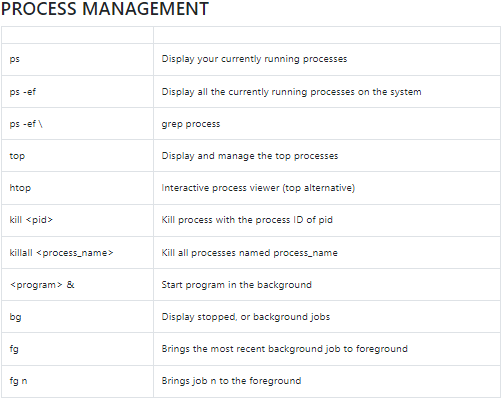 PROCESS MANAGEMENT
ps Display your currently running processes
ps -ef Display all the currently running processes on the system
ps -ef \ grep process
top Display and manage the top processes
htop Interactive process viewer (top alternative)
kill <pid> Kill process with the process ID of pid
killall <process_name> Kill all processes named process_name
<program> & Start program in the background
bg Display stopped, or background jobs
fg Brings the most recent background job to foreground
fg n Brings job n to the foreground